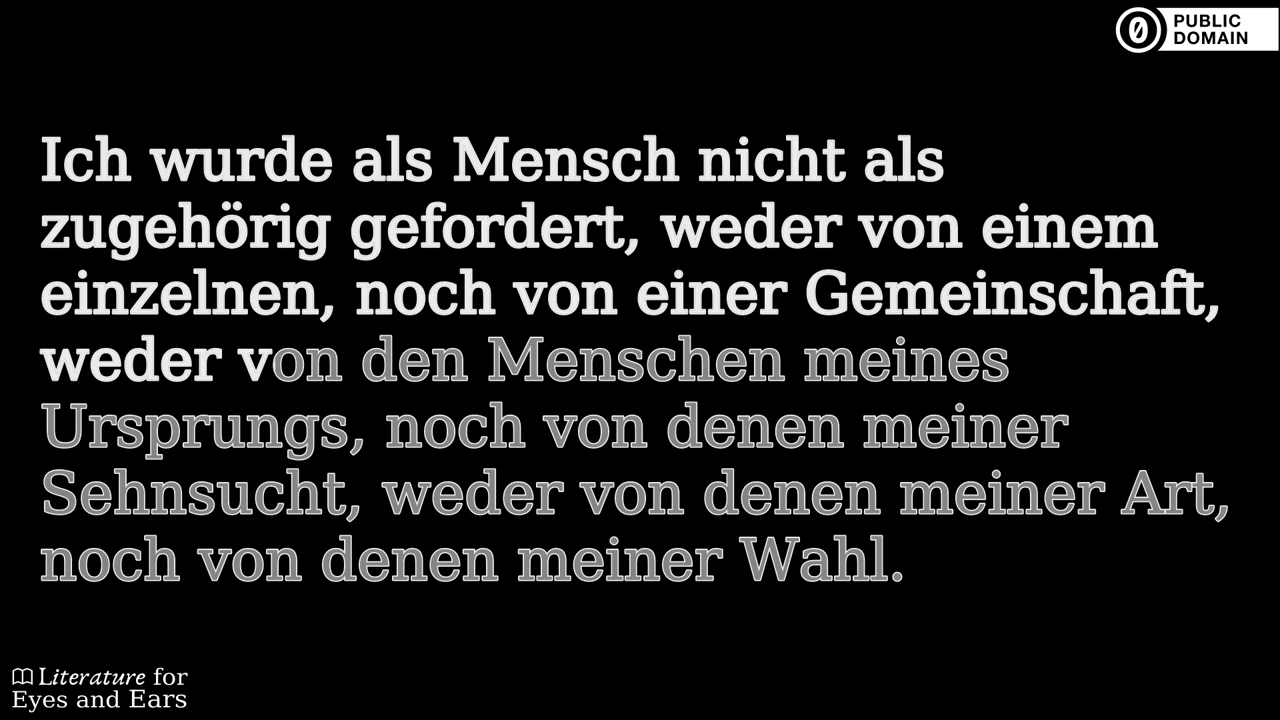 PUBLIC
DOMAIN
Ich wurde als Mensch nicht als
zugehörig gefordert, weder von einem
einzelnen, noch von einer Gemeinschaft,
weder von den Menschen meines
Ursprungs, noch von denen meiner
Sehnsucht, weder von denen meiner Art,
noch von denen meiner Wahl.
Literature for
Eyes and Ears